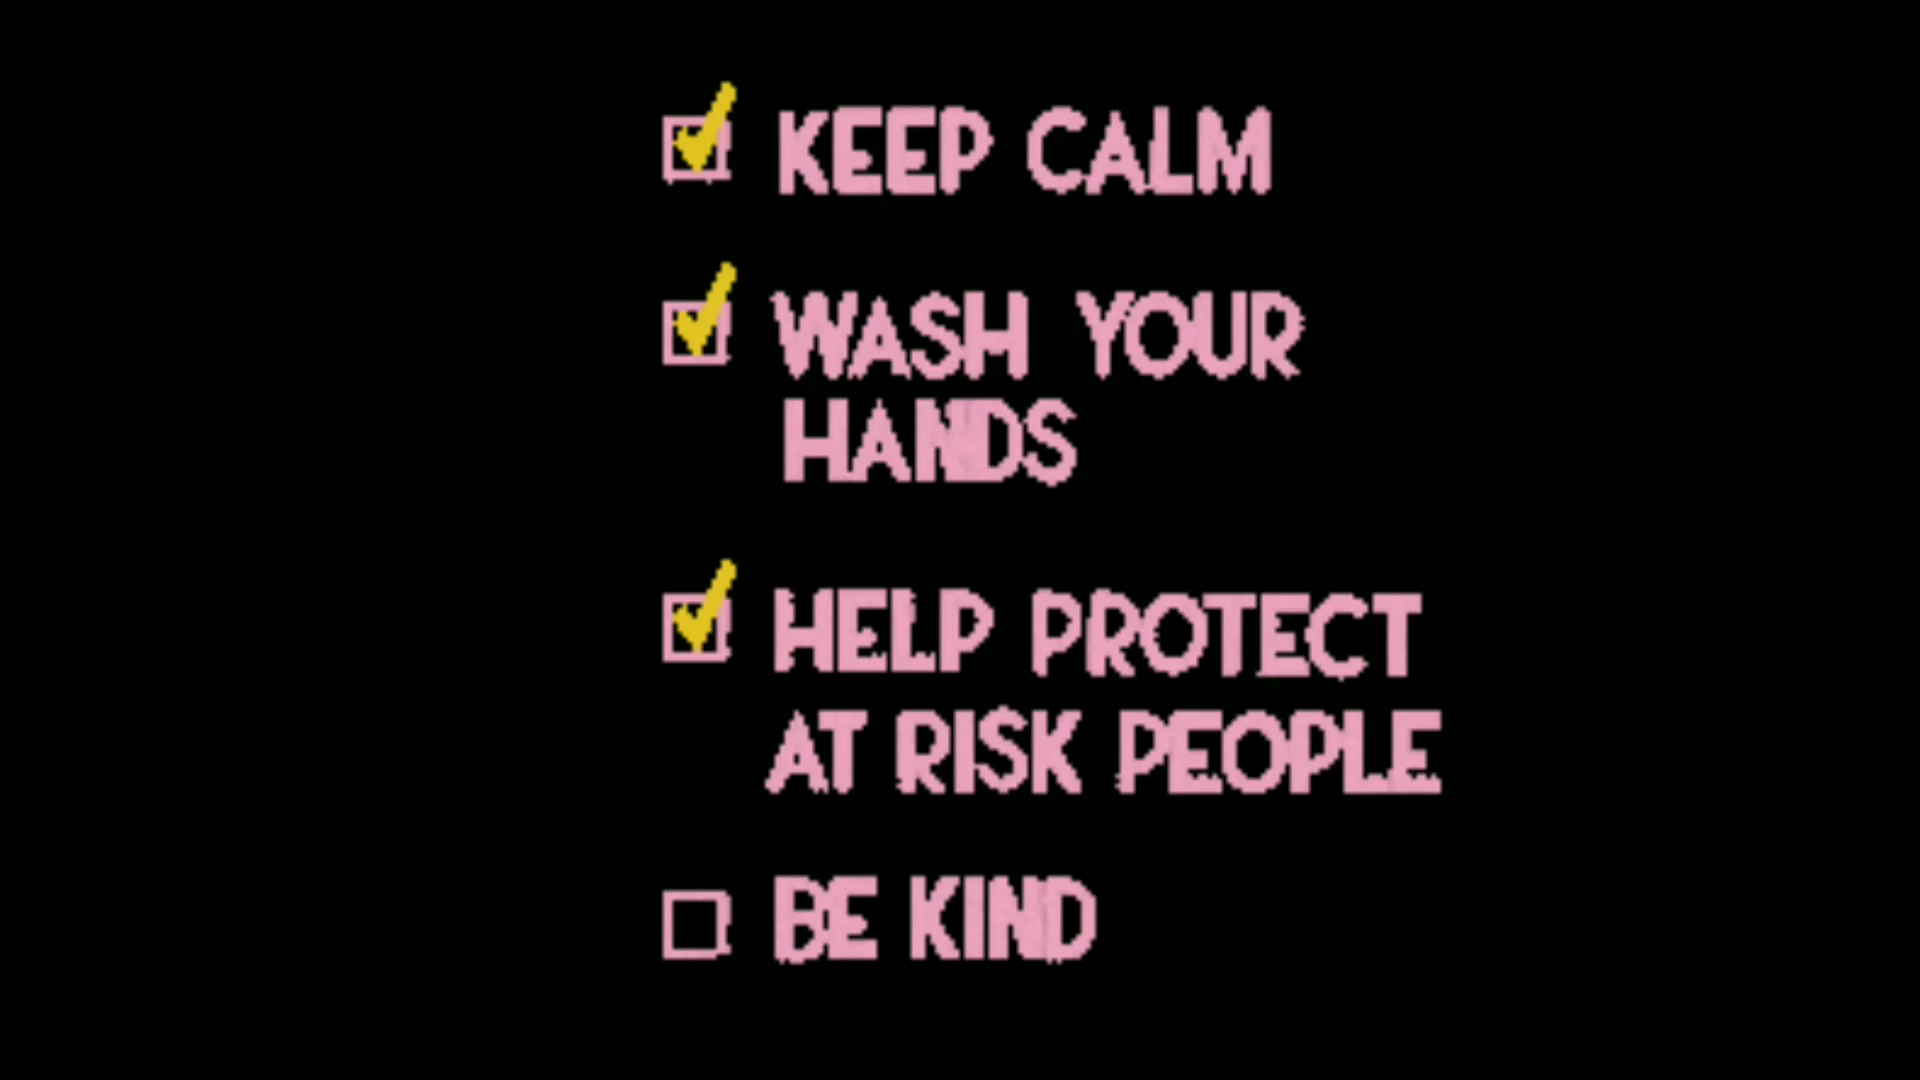 KEEP CALM
WASH YOUR
HANDS
HELP PROTECT
AT RISK PEOPLE
BE KIND